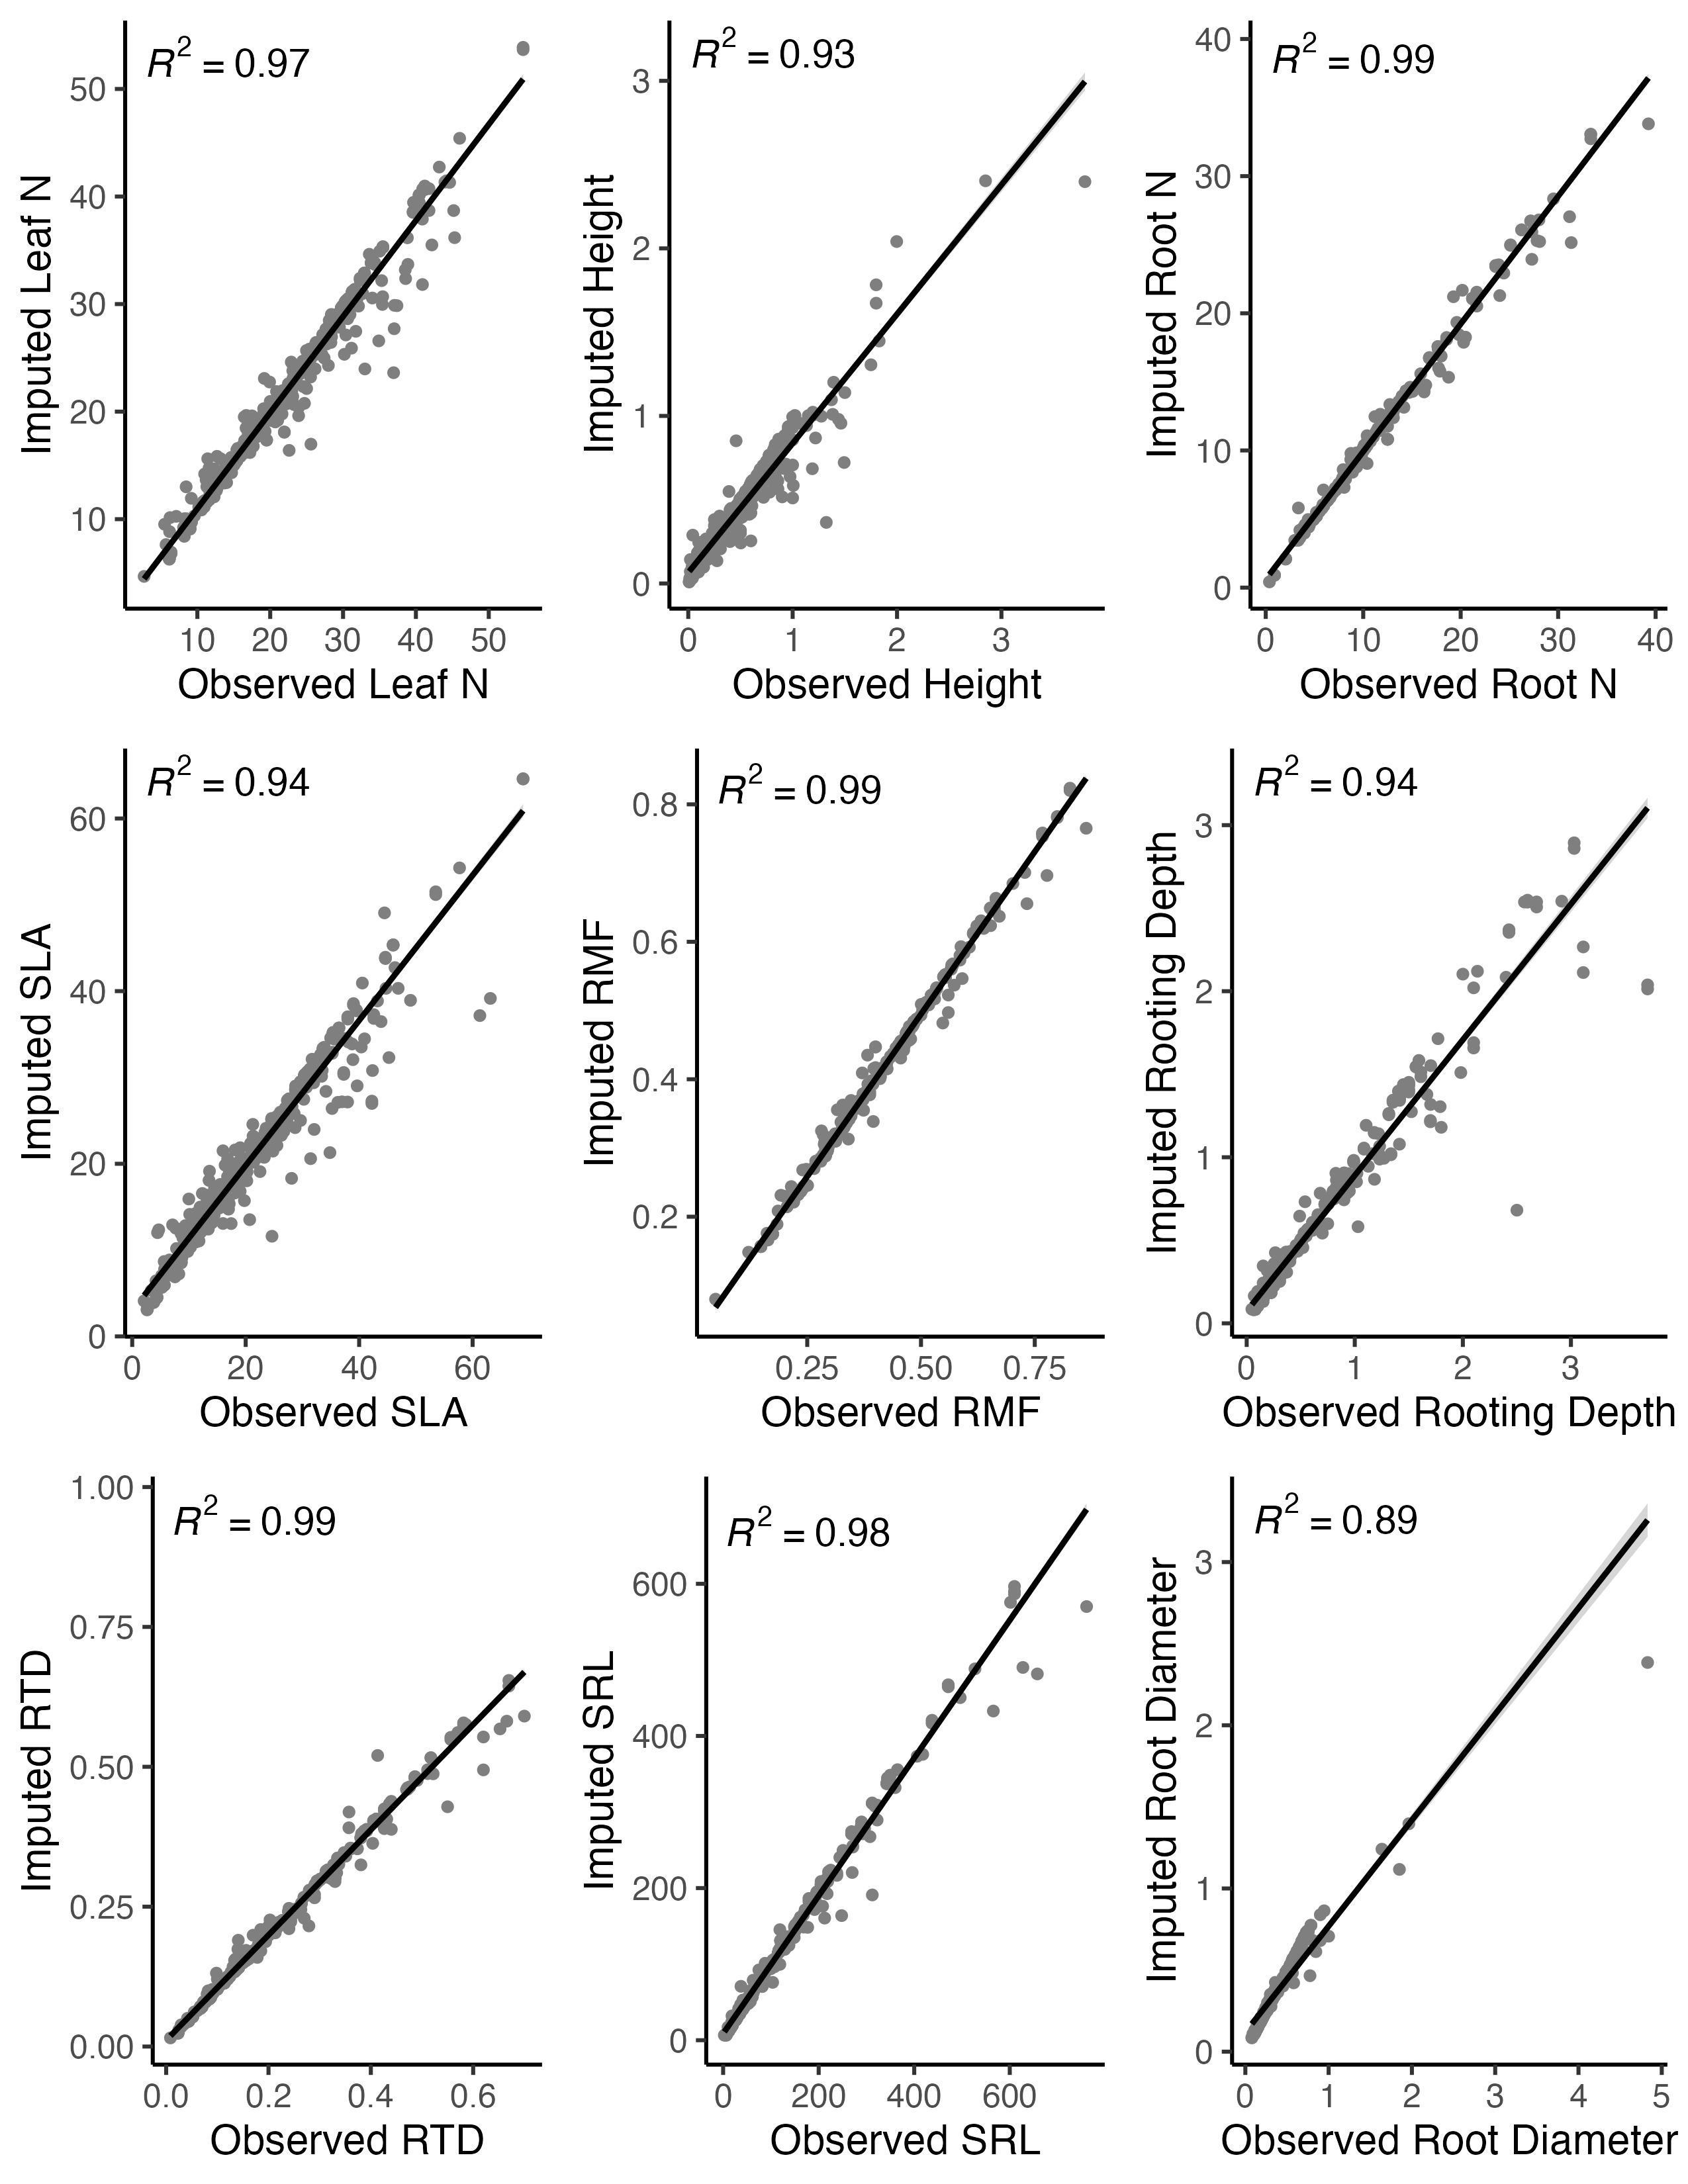 R² = 0.97
50
40
30
20
10
Imputed Leaf N
10 20 30 40 50
Observed Leaf N
R² = 0.93
3
2
1
0
Imputed Height
0 1 2 3
Observed Height
R² = 0.99
40
30
20
10
0
Imputed Root N
0 10 20 30 40
Observed Root N
R² = 0.94
60
40
20
0
Imputed SLA
0 20 40 60
Observed SLA
R² = 0.99
0.8
0.6
0.4
0.2
Imputed RMF
0.25 0.50 0.75
Observed RMF
R² = 0.94
3
2
1
0
Imputed Rooting Depth
0 1 2 3
Observed Rooting Depth
R² = 0.99
1.00
0.75
0.50
0.25
0.00
Imputed RTD
0.0 0.2 0.4 0.6
Observed RTD
R² = 0.98
600
400
200
0
Imputed SRL
0 200 400 600
Observed SRL
R² = 0.89
3
2
1
0
Imputed Root Diameter
0 1 2 3 4 5
Observed Root Diameter